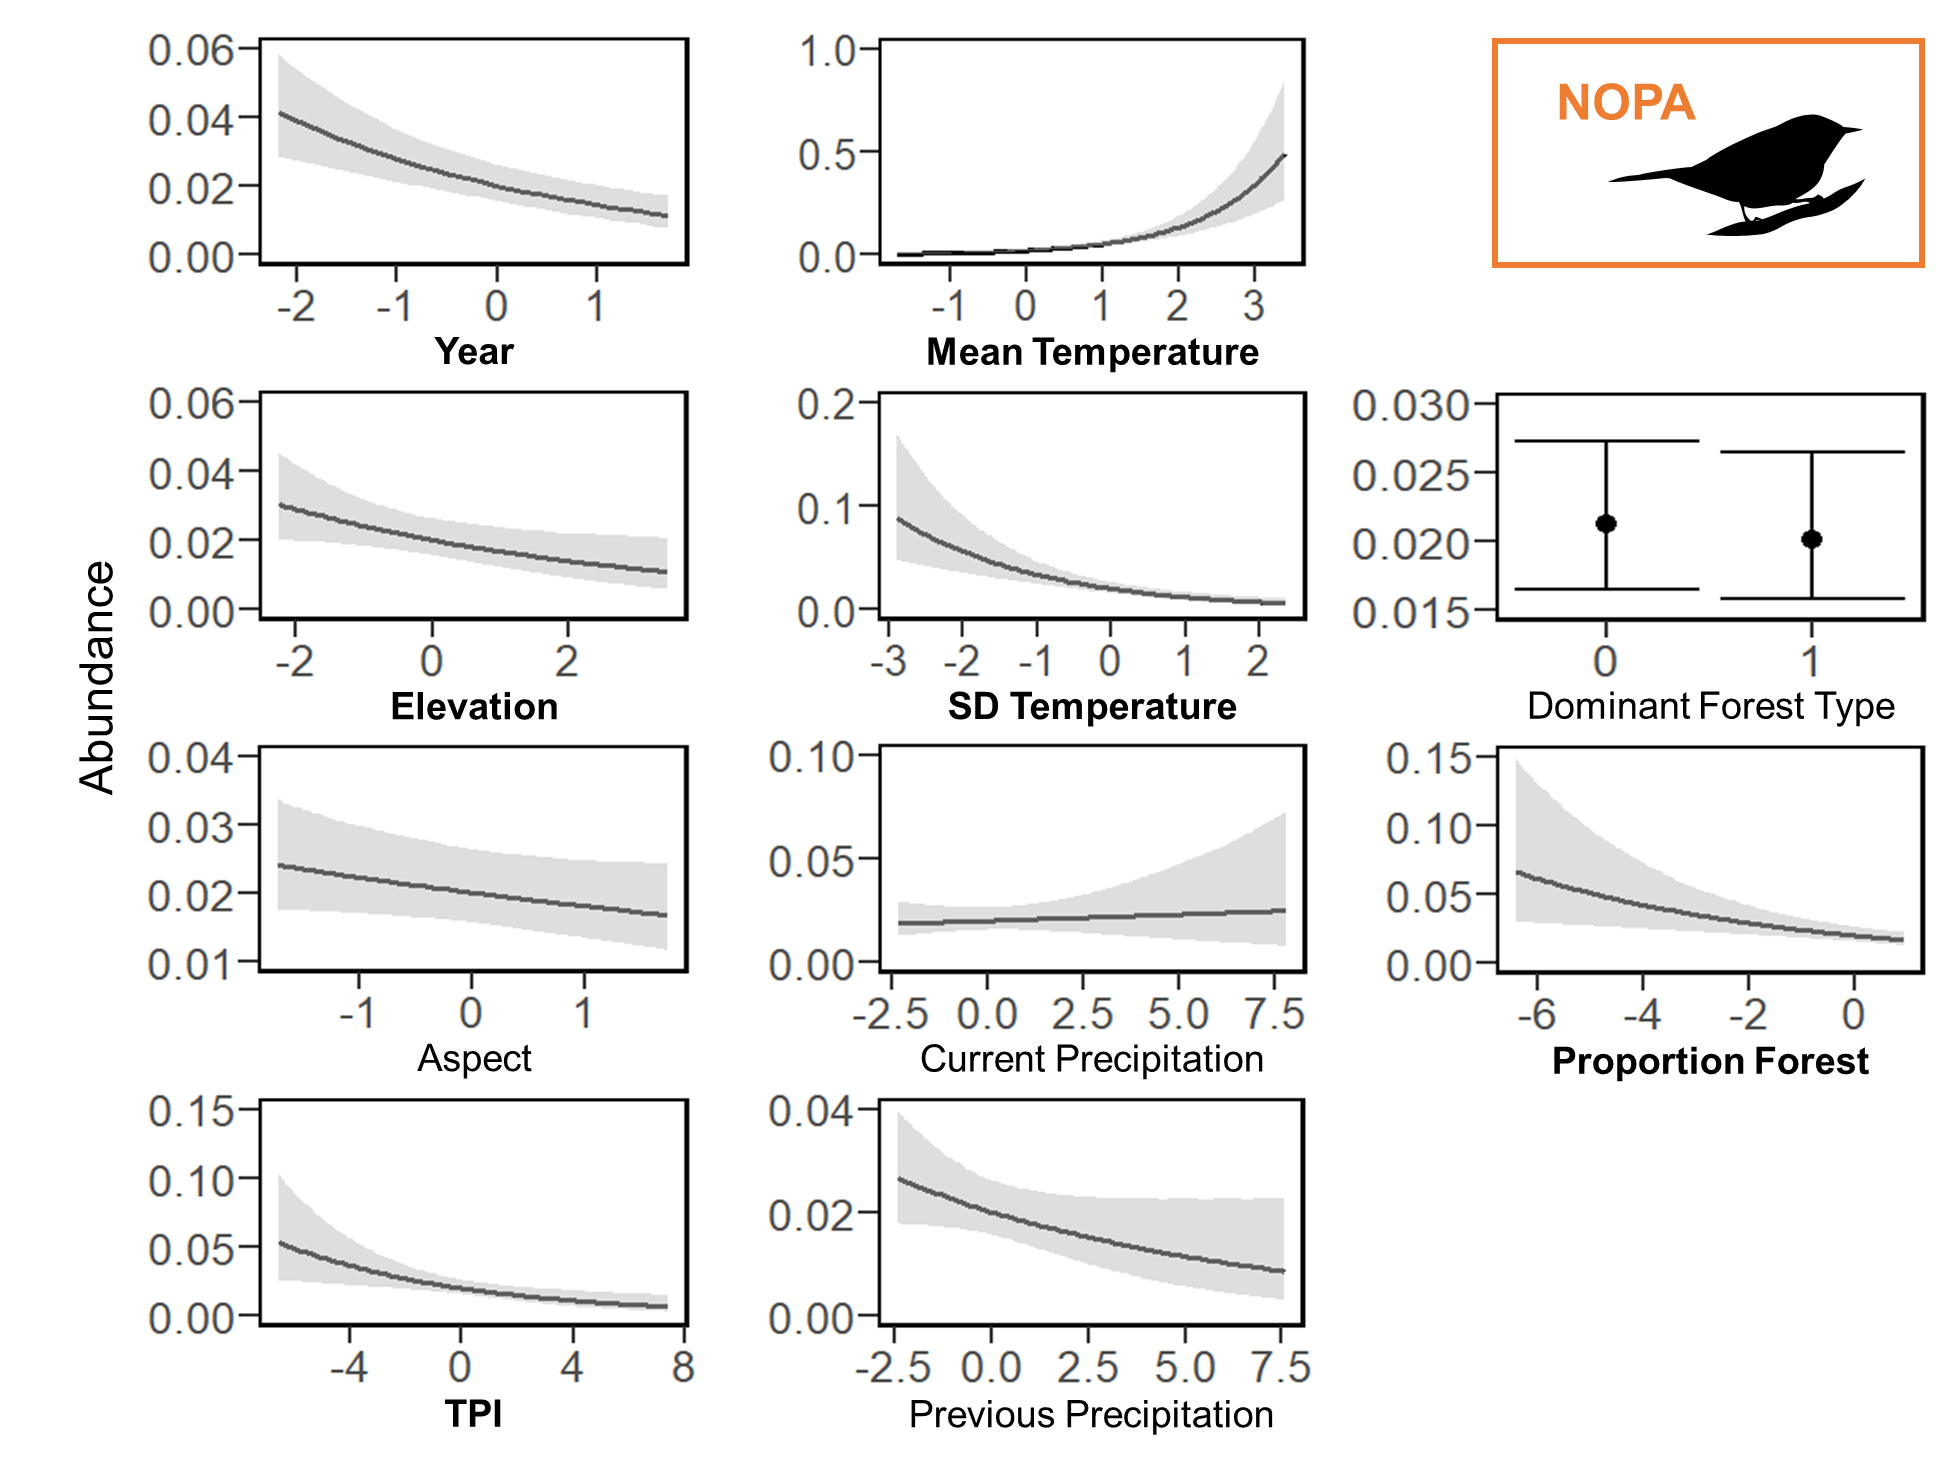 Abundance
0.06
0.04
0.02
0.00
-2 -1 0 1
Year
1.0
0.5
0.0
-1 0 1 2 3
Mean Temperature
NOPA
0.06
0.04
0.02
0.00
-2 0 2
Elevation
0.2
0.1
0.0
-3 -2 -1 0 1 2
SD Temperature
0.030
0.025
0.020
0.015
0 1
Dominant Forest Type
0.04
0.03
0.02
0.01
-1 0 1
Aspect
0.10
0.05
0.00
-2.5 0.0 2.5 5.0 7.5
Current Precipitation
0.15
0.10
0.05
0.00
-6 -4 -2 0
Proportion Forest
0.15
0.10
0.05
0.00
-4 0 4 8
TPI
0.04
0.02
0.00
-2.5 0.0 2.5 5.0 7.5
Previous Precipitation